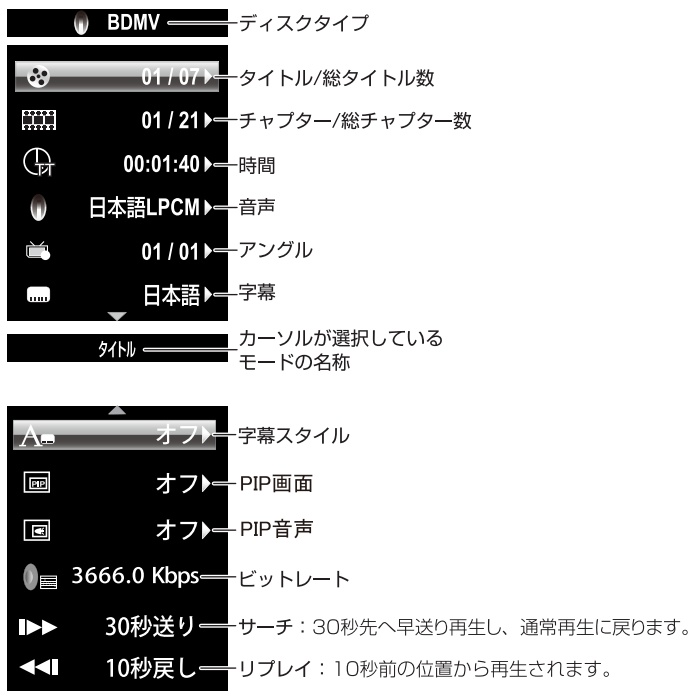 BDMV ディスクタイプ
01 / 07 タイトル/総タイトル数
01 / 21 チャプター/総チャプター数
00:01:40 時間
日本語LPCM 音声
01 / 01 アングル
日本語 字幕
タイトル カーソルが選択している
モードの名称
A オフ 字幕スタイル
PIP オフ PIP画面
オフ PIP音声
3666.0 Kbps ビットレート
30秒送り サーチ：30秒先へ早送り再生し、通常再生に戻ります。
10秒戻し リプレイ：10秒前の位置から再生されます。